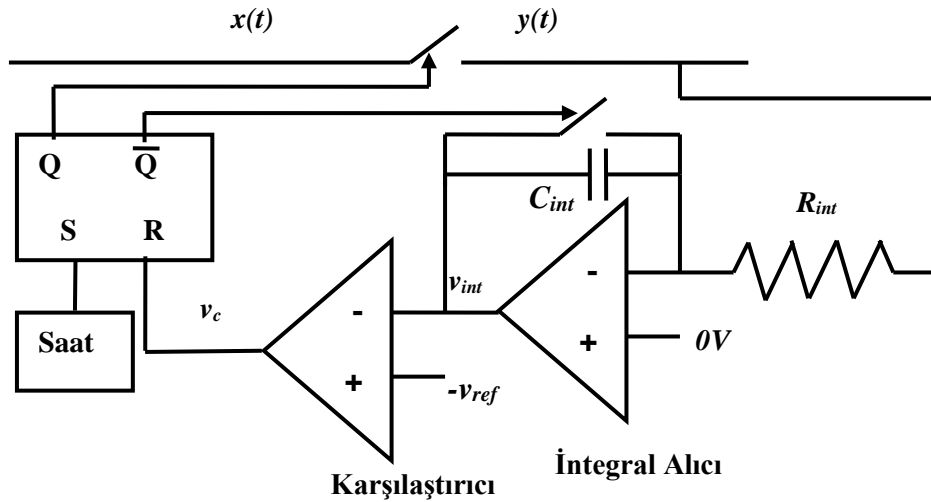 x(t) y(t)
Q Q̅
S R
C_int
R_int
-
v_int
v_c
-
Saat
+
0V
+
-v_ref
İntegral Alıcı
Karşılaştırıcı